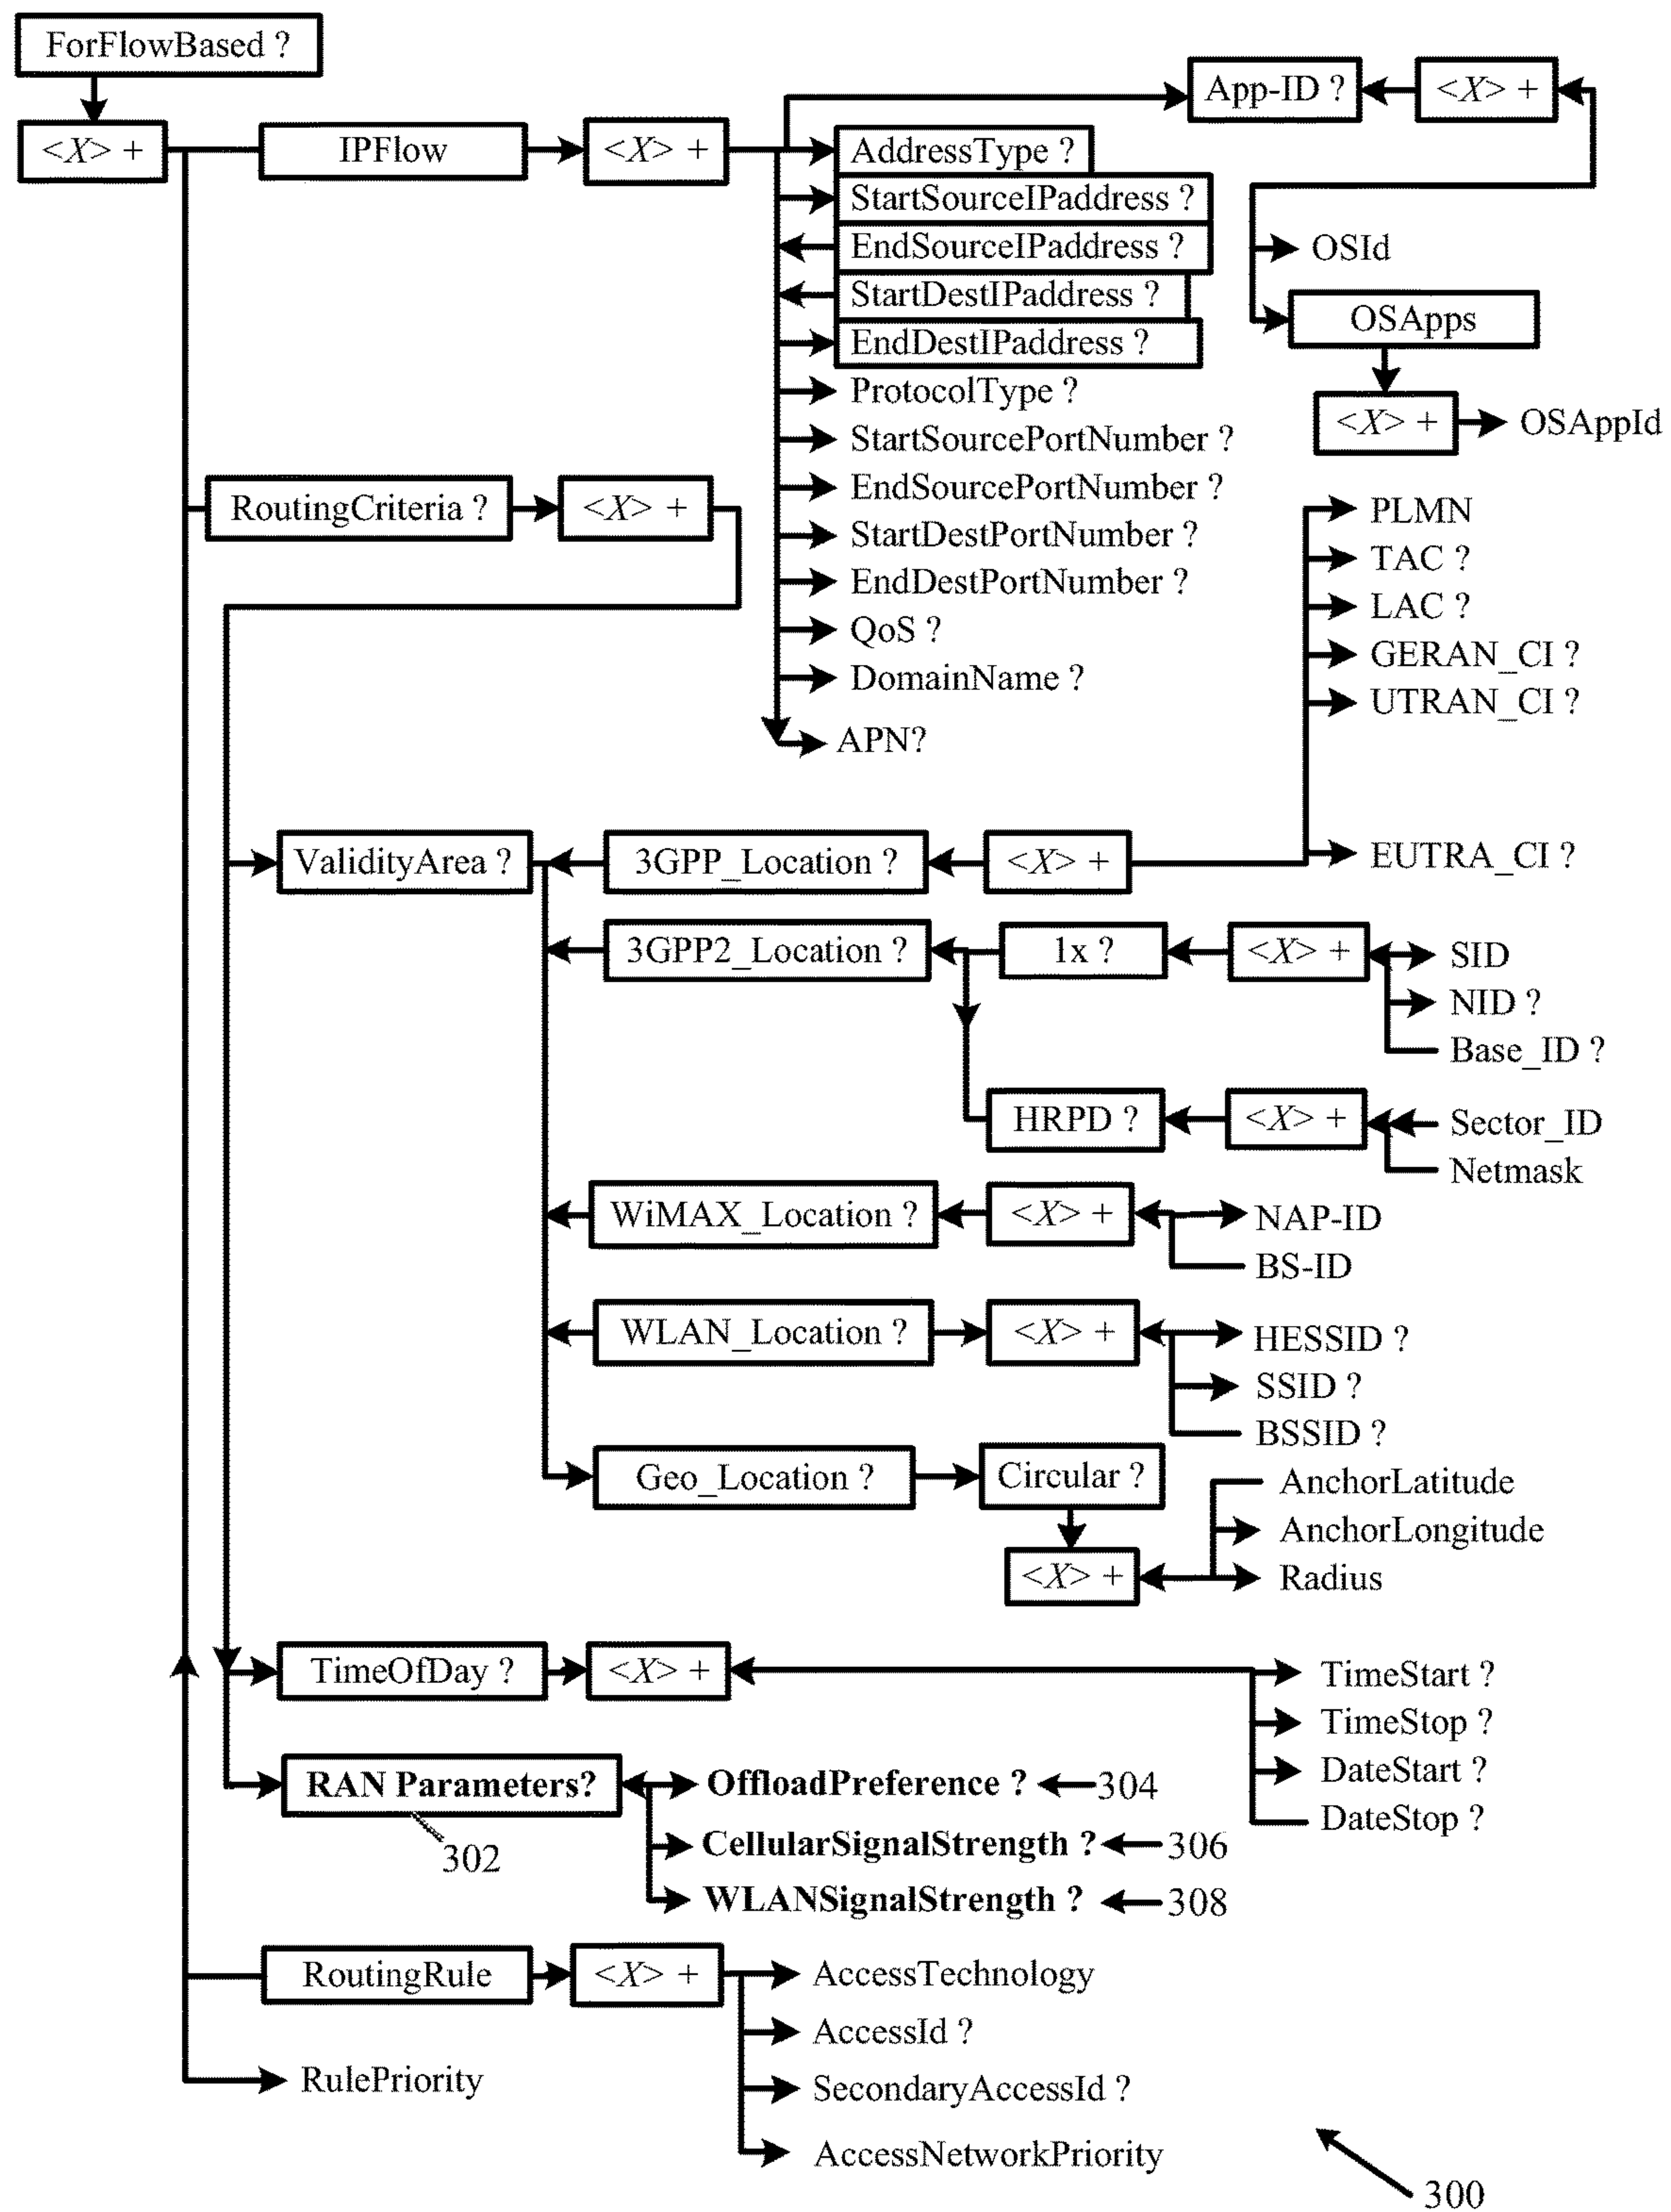 ForFlowBased ?
<X> +
IPFlow
<X> +
App-ID ?
<X> +
OSId
OSApps
<X> +
OSAppId
AddressType ?
StartSourceIPaddress ?
EndSourceIPaddress ?
StartDestIPaddress ?
EndDestIPaddress ?
ProtocolType ?
StartSourcePortNumber ?
EndSourcePortNumber ?
StartDestPortNumber ?
EndDestPortNumber ?
QoS ?
DomainName ?
APN?
RoutingCriteria ?
<X> +
ValidityArea ?
3GPP_Location ?
<X> +
PLMN
TAC ?
LAC ?
GERAN_CI ?
UTRAN_CI ?
EUTRA_CI ?
3GPP2_Location ?
1x ?
<X> +
SID
NID ?
Base_ID ?
HRPD ?
<X> +
Sector_ID
Netmask
WiMAX_Location ?
<X> +
NAP-ID
BS-ID
WLAN_Location ?
<X> +
HESSID ?
SSID ?
BSSID ?
Geo_Location ?
Circular ?
<X> +
AnchorLatitude
AnchorLongitude
Radius
TimeOfDay ?
<X> +
TimeStart ?
TimeStop ?
DateStart ?
DateStop ?
RAN Parameters?
302
OffloadPreference ?
304
CellularSignalStrength ?
306
WLANSignalStrength ?
308
RoutingRule
<X> +
AccessTechnology
AccessId ?
SecondaryAccessId ?
AccessNetworkPriority
RulePriority
300